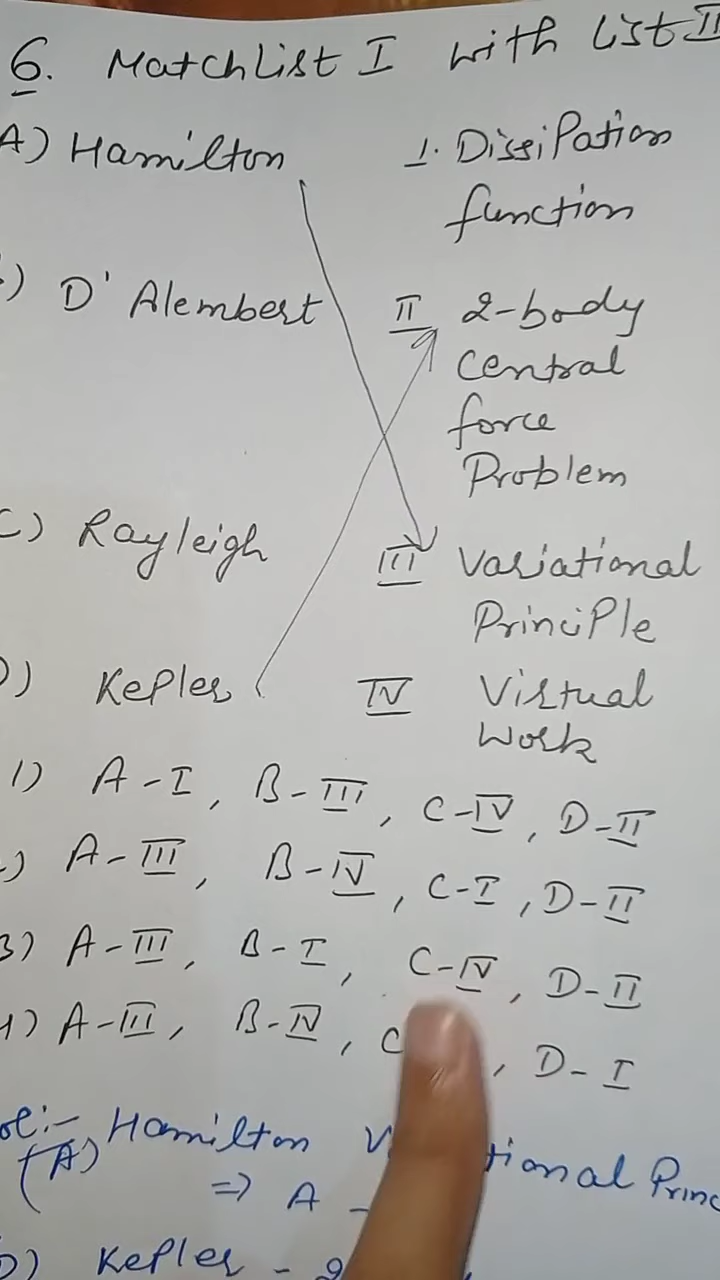 6. Match List I with List II
A) Hamilton I. Dissipation
function
) D'Alembert II 2-body
Central
force
Problem
C) Rayleigh III Variational
Principle
) Kepler IV Virtual
Work
1) A-I, B-III, C-IV, D-II
) A-III, B-IV, C-I, D-II
3) A-III, B-I, C-IV, D-II
) A-III, B-IV, C , D-I
Hamilton V tional Princ
(A)
⇒ A -
D) Kepler - 2